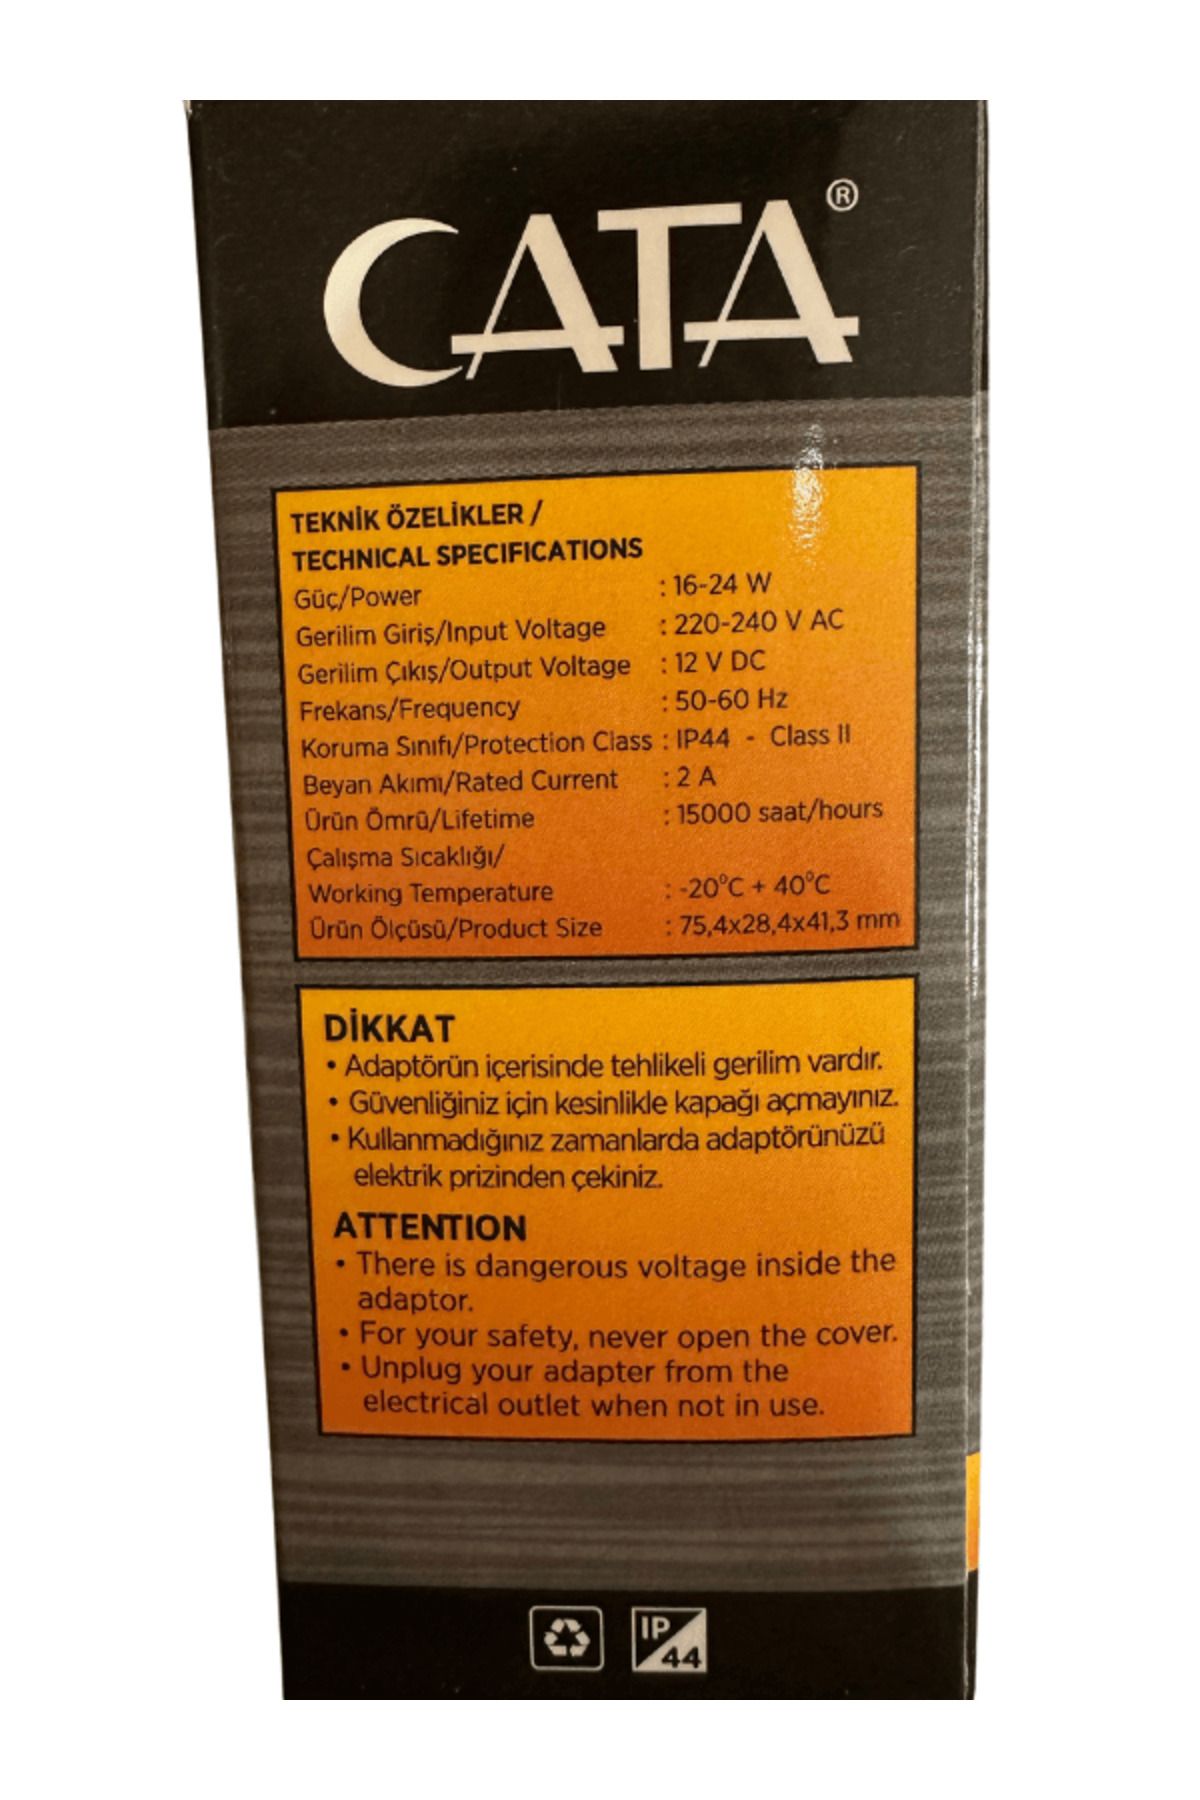 CATA®
TEKNİK ÖZELİKLER /
TECHNICAL SPECIFICATIONS
Güç/Power : 16-24 W
Gerilim Giriş/Input Voltage : 220-240 V AC
Gerilim Çıkış/Output Voltage : 12 V DC
Frekans/Frequency : 50-60 Hz
Koruma Sınıfı/Protection Class : IP44 - Class II
Beyan Akımı/Rated Current : 2 A
Ürün Ömrü/Lifetime : 15000 saat/hours
Çalışma Sıcaklığı/
Working Temperature : -20°C + 40°C
Ürün Ölçüsü/Product Size : 75,4x28,4x41,3 mm
DİKKAT
• Adaptörün içerisinde tehlikeli gerilim vardır.
• Güvenliğiniz için kesinlikle kapağı açmayınız.
• Kullanmadığınız zamanlarda adaptörünüzü
elektrik prizinden çekiniz.
ATTENTION
• There is dangerous voltage inside the
adaptor.
• For your safety, never open the cover.
• Unplug your adapter from the
electrical outlet when not in use.
IP
44